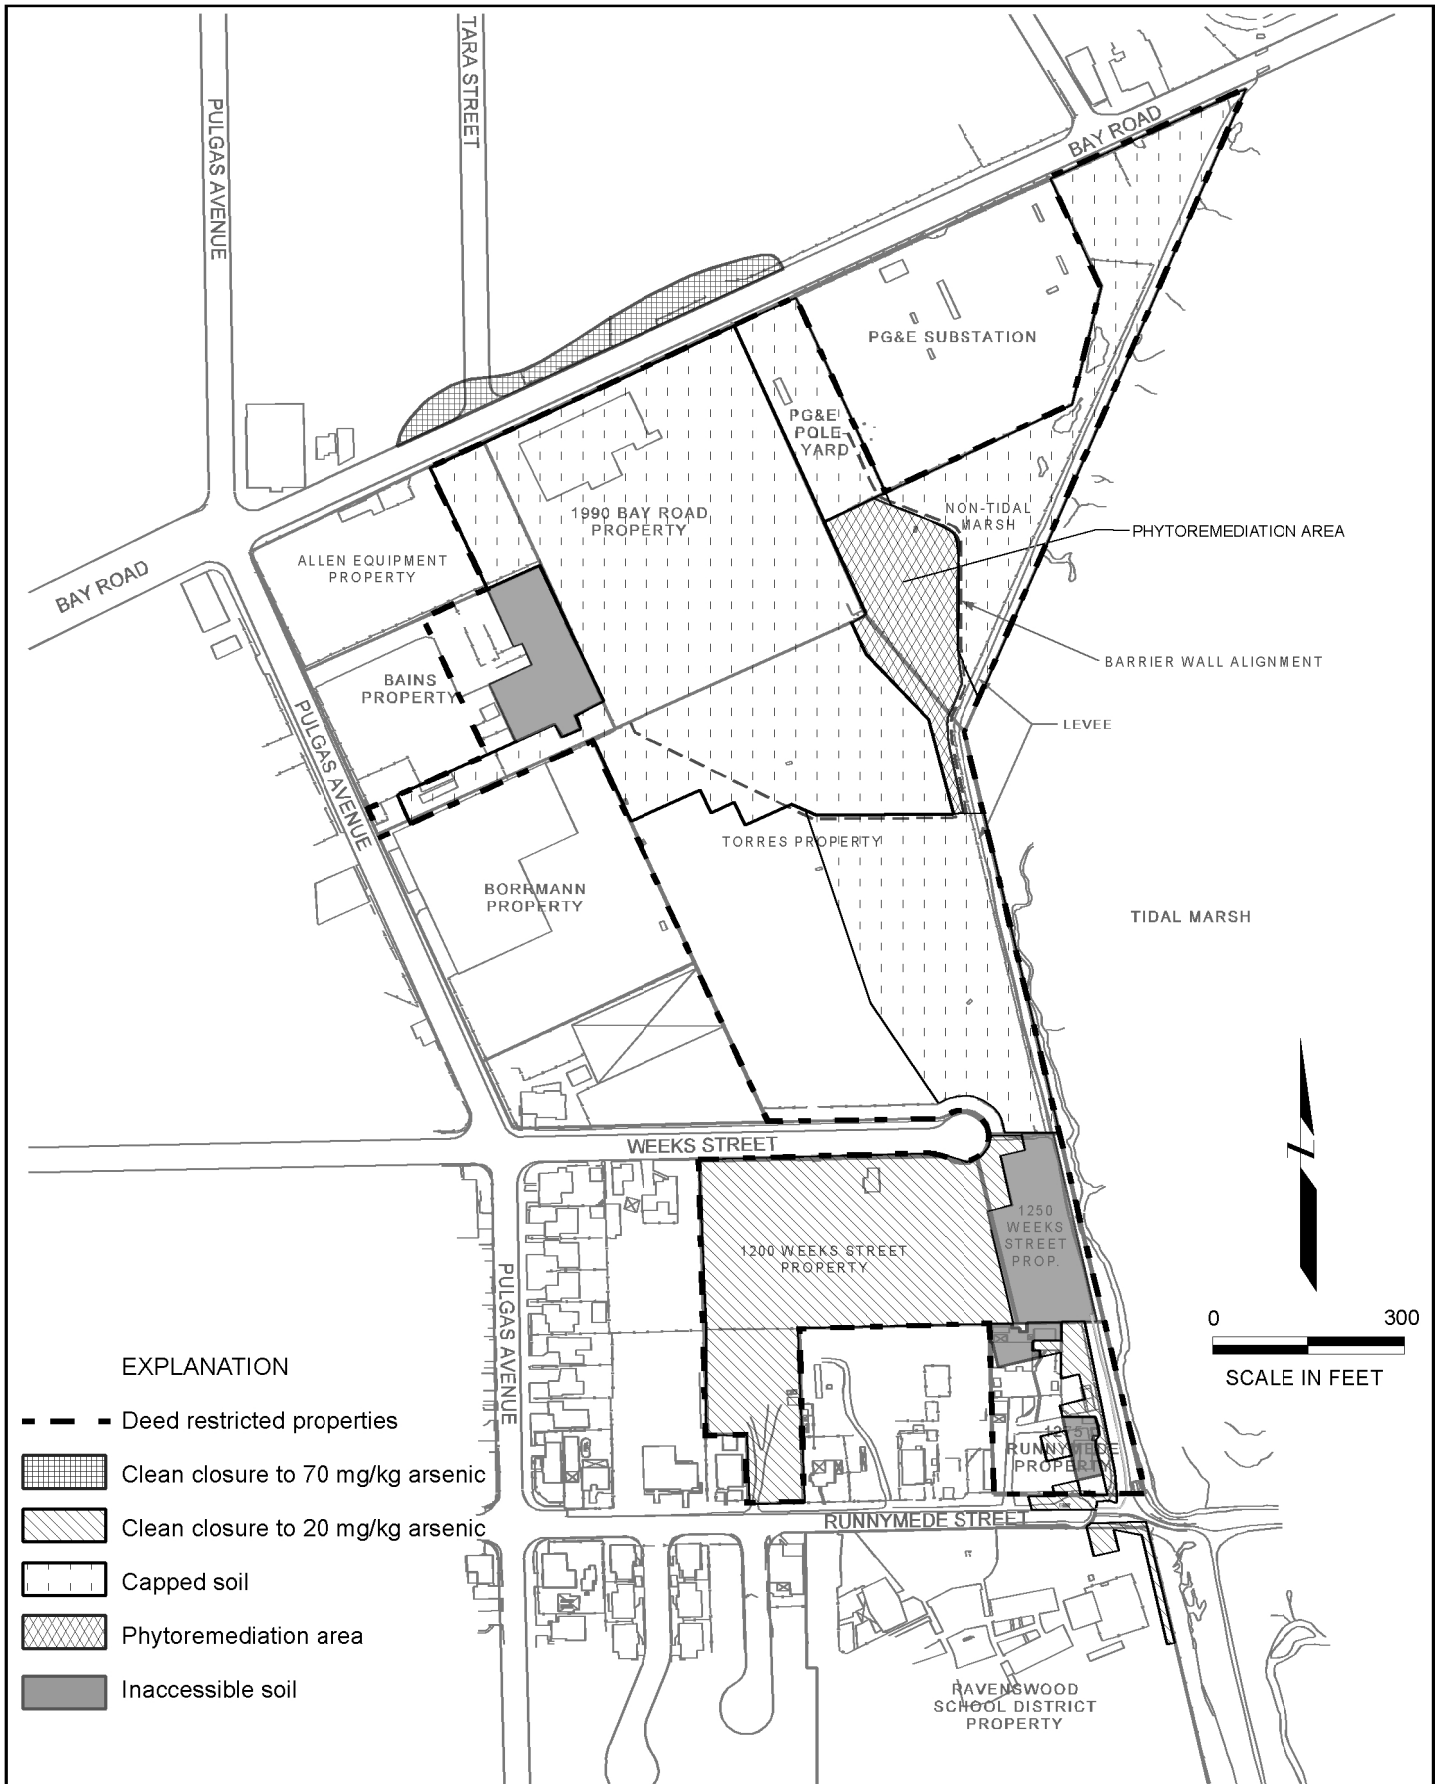 TARA STREET
PULGAS AVENUE
BAY ROAD
PG&E SUBSTATION
PG&E
POLE
YARD
1990 BAY ROAD
PROPERTY
NON-TIDAL
MARSH
PHYTOREMEDIATION AREA
ALLEN EQUIPMENT
PROPERTY
BAY ROAD
BARRIER WALL ALIGNMENT
BAINS
PROPERTY
PULGAS AVENUE
LEVEE
TORRES PROPERTY
BORRMANN
PROPERTY
TIDAL MARSH
WEEKS STREET
1250
WEEKS
STREET
PROP.
1200 WEEKS STREET
PROPERTY
PULGAS AVENUE
0 300
SCALE IN FEET
EXPLANATION
Deed restricted properties
Clean closure to 70 mg/kg arsenic
Clean closure to 20 mg/kg arsenic
Capped soil
Phytoremediation area
Inaccessible soil
1275
RUNNYMEDE
PROPERTY
RUNNYMEDE STREET
RAVENSWOOD
SCHOOL DISTRICT
PROPERTY